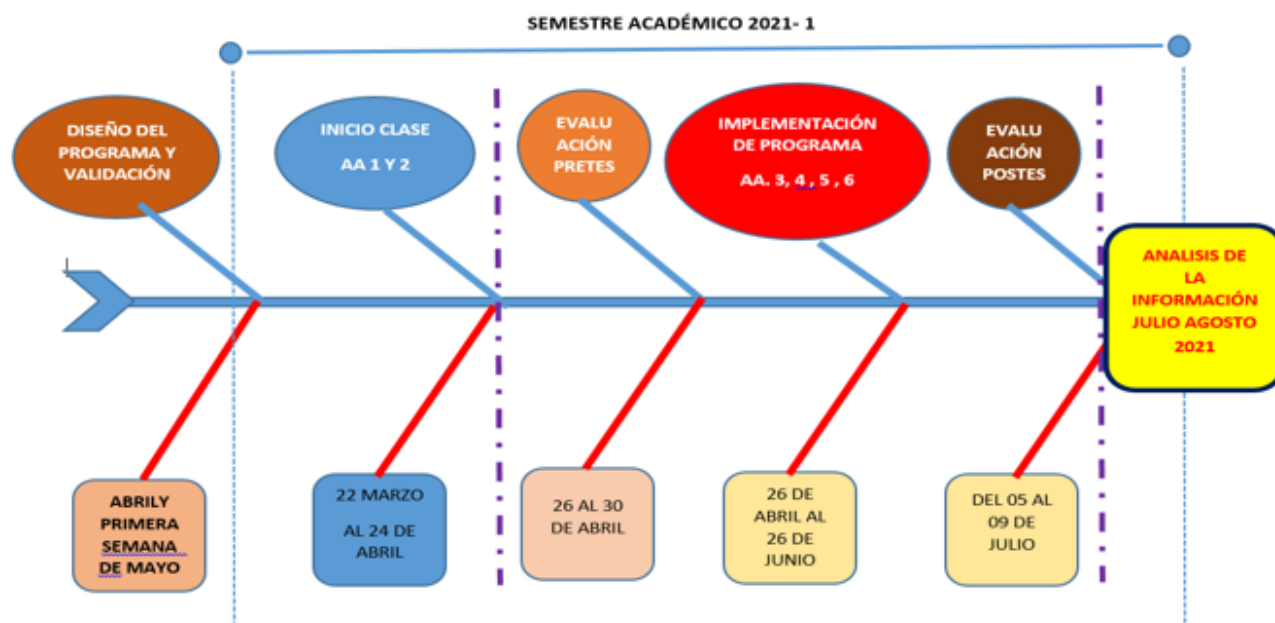 SEMESTRE ACADÉMICO 2021- 1
DISEÑO DEL
PROGRAMA Y
VALIDACIÓN
INICIO CLASE
AA 1 Y 2
EVALU
ACIÓN
PRETES
IMPLEMENTACIÓN
DE PROGRAMA
AA. 3, 4 , 5 , 6
EVALU
ACIÓN
POSTES
ANALISIS DE
LA
INFORMACIÓN
JULIO AGOSTO
2021
ABRILY
PRIMERA
SEMANA
DE MAYO
22 MARZO
AL 24 DE
ABRIL
26 AL 30
DE ABRIL
26 DE
ABRIL AL
26 DE
JUNIO
DEL 05 AL
09 DE
JULIO